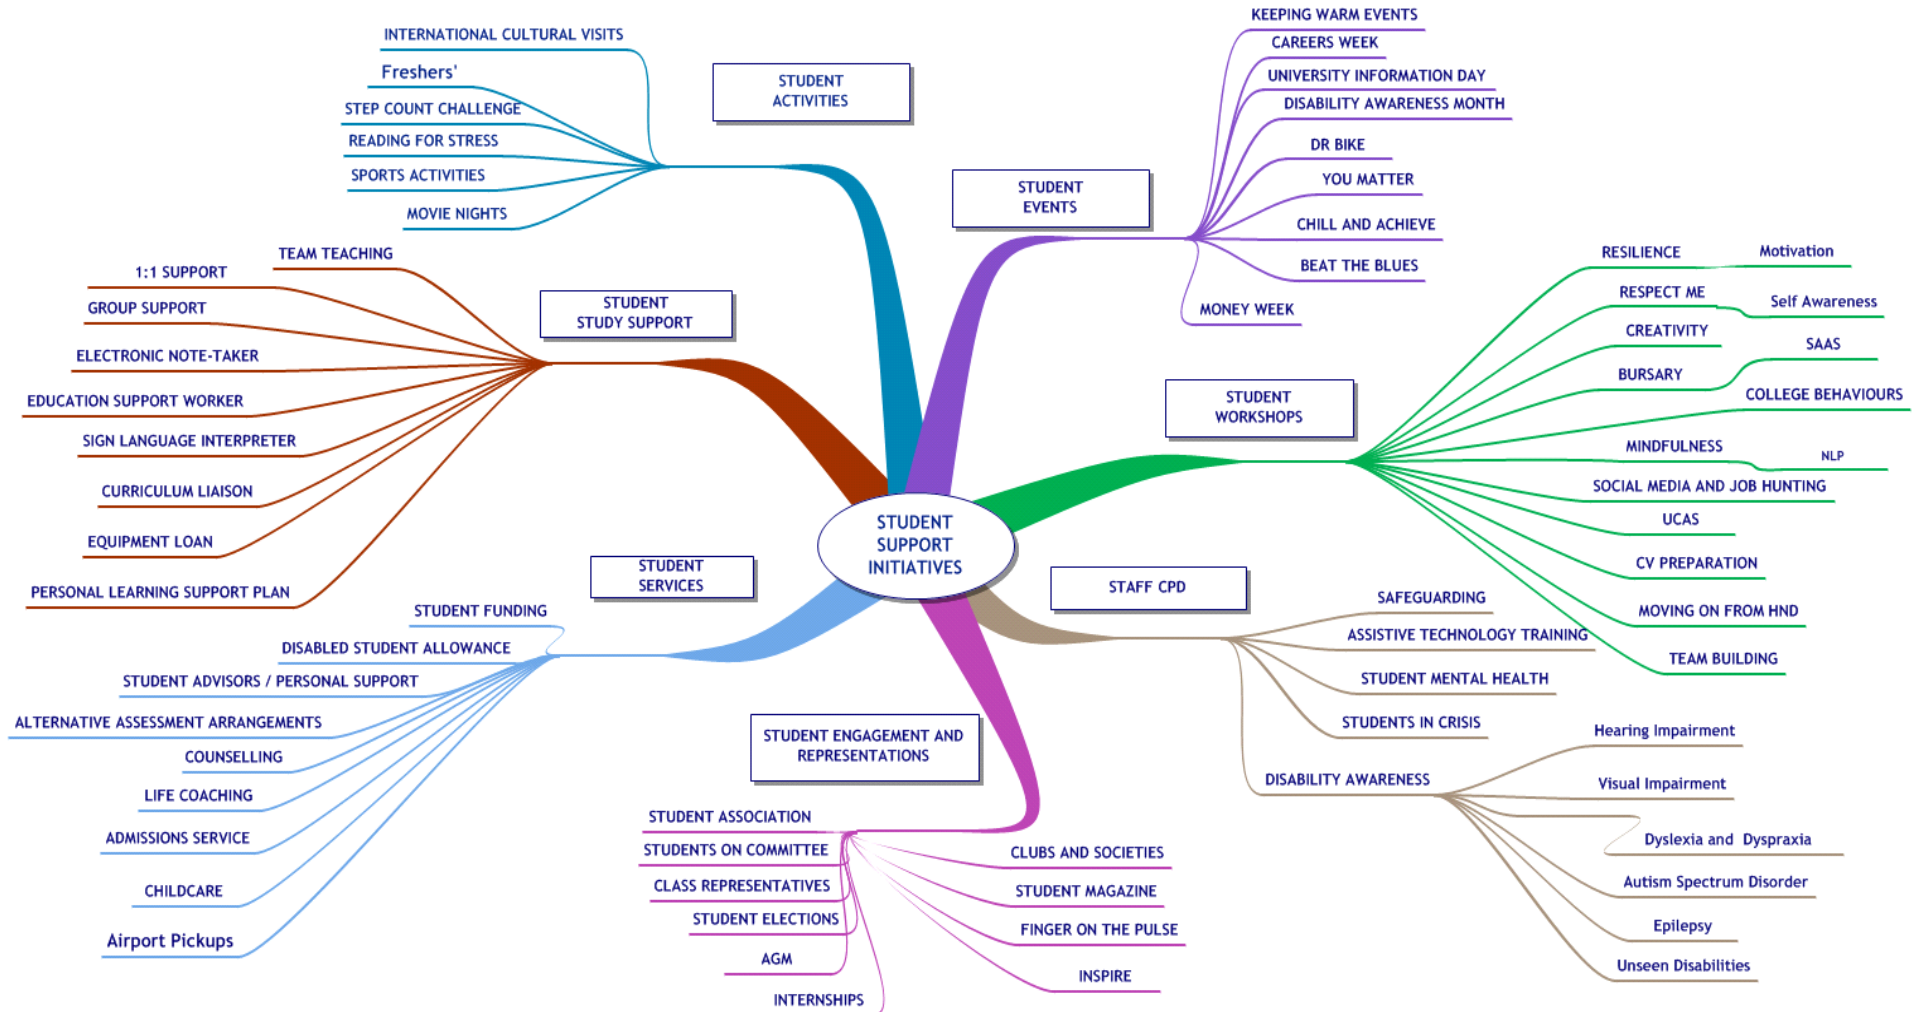 STUDENT
SUPPORT
INITIATIVES
STUDENT
ACTIVITIES
INTERNATIONAL CULTURAL VISITS
Freshers'
STEP COUNT CHALLENGE
READING FOR STRESS
SPORTS ACTIVITIES
MOVIE NIGHTS
STUDENT
EVENTS
KEEPING WARM EVENTS
CAREERS WEEK
UNIVERSITY INFORMATION DAY
DISABILITY AWARENESS MONTH
DR BIKE
YOU MATTER
CHILL AND ACHIEVE
BEAT THE BLUES
MONEY WEEK
STUDENT
STUDY SUPPORT
TEAM TEACHING
1:1 SUPPORT
GROUP SUPPORT
ELECTRONIC NOTE-TAKER
EDUCATION SUPPORT WORKER
SIGN LANGUAGE INTERPRETER
CURRICULUM LIAISON
EQUIPMENT LOAN
PERSONAL LEARNING SUPPORT PLAN
STUDENT
WORKSHOPS
RESILIENCE
Motivation
RESPECT ME
Self Awareness
CREATIVITY
BURSARY
SAAS
COLLEGE BEHAVIOURS
MINDFULNESS
NLP
SOCIAL MEDIA AND JOB HUNTING
UCAS
CV PREPARATION
MOVING ON FROM HND
TEAM BUILDING
STUDENT
SERVICES
STUDENT FUNDING
DISABLED STUDENT ALLOWANCE
STUDENT ADVISORS / PERSONAL SUPPORT
ALTERNATIVE ASSESSMENT ARRANGEMENTS
COUNSELLING
LIFE COACHING
ADMISSIONS SERVICE
CHILDCARE
Airport Pickups
STAFF CPD
SAFEGUARDING
ASSISTIVE TECHNOLOGY TRAINING
STUDENT MENTAL HEALTH
STUDENTS IN CRISIS
DISABILITY AWARENESS
Hearing Impairment
Visual Impairment
Dyslexia and  Dyspraxia
Autism Spectrum Disorder
Epilepsy
Unseen Disabilities
STUDENT ENGAGEMENT AND
REPRESENTATIONS
STUDENT ASSOCIATION
STUDENTS ON COMMITTEE
CLASS REPRESENTATIVES
STUDENT ELECTIONS
AGM
INTERNSHIPS
CLUBS AND SOCIETIES
STUDENT MAGAZINE
FINGER ON THE PULSE
INSPIRE